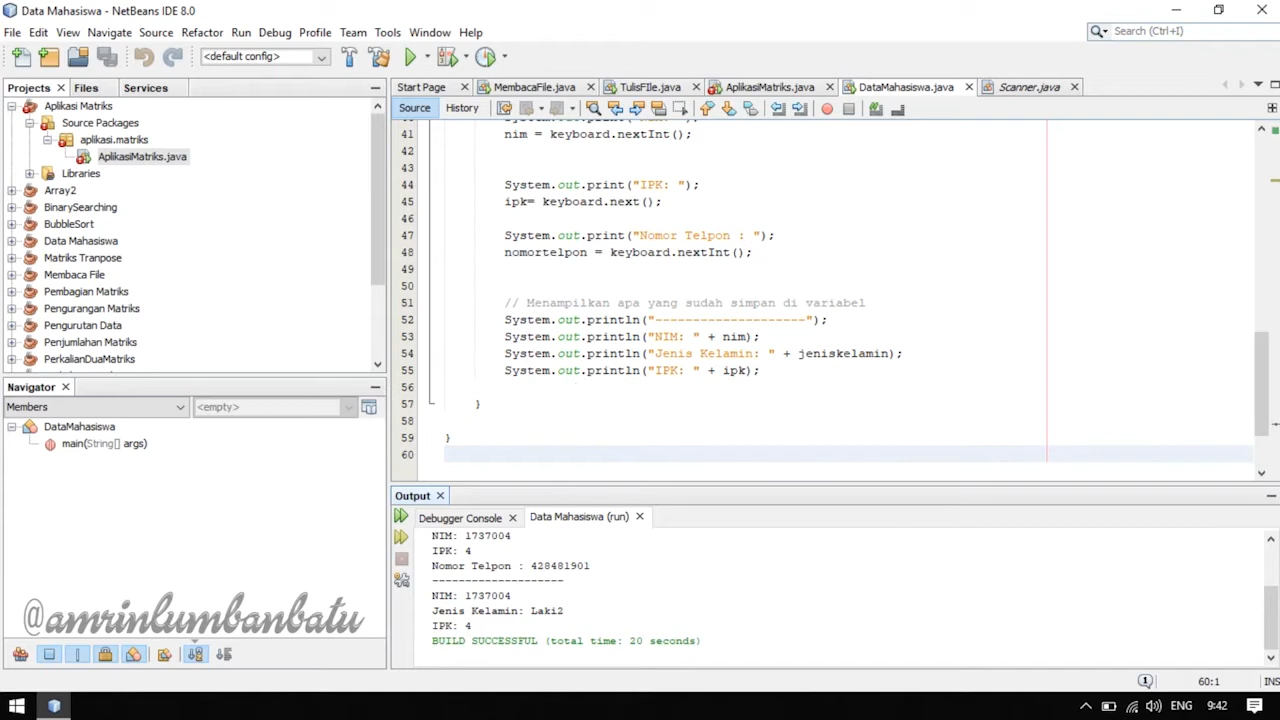 Data Mahasiswa - NetBeans IDE 8.0
File Edit View Navigate Source Refactor Run Debug Profile Team Tools Window Help
Search (Ctrl+I)
<default config>
Projects Files Services
Aplikasi Matriks
Source Packages
aplikasi.matriks
AplikasiMatriks.java
Libraries
Array2
BinarySearching
BubbleSort
Data Mahasiswa
Matriks Tranpose
Membaca File
Pembagian Matriks
Pengurangan Matriks
Pengurutan Data
Penjumlahan Matriks
PerkalianDuaMatriks
Navigator
Members <empty>
DataMahasiswa
main(String[] args)
@amrinlumbanbatu
Start Page MembacaFile.java TulisFIle.java AplikasiMatriks.java DataMahasiswa.java Scanner.java
Source History
41 nim = keyboard.nextInt();
42
43
44 System.out.print("IPK: ");
45 ipk= keyboard.next();
46
47 System.out.print("Nomor Telpon : ");
48 nomortelpon = keyboard.nextInt();
49
50
51 // Menampilkan apa yang sudah simpan di variabel
52 System.out.println("--------------------");
53 System.out.println("NIM: " + nim);
54 System.out.println("Jenis Kelamin: " + jeniskelamin);
55 System.out.println("IPK: " + ipk);
56
57 }
58
59 }
60
Output
Debugger Console Data Mahasiswa (run)
NIM: 1737004
IPK: 4
Nomor Telpon : 428481901
--------------------
NIM: 1737004
Jenis Kelamin: Laki2
IPK: 4
BUILD SUCCESSFUL (total time: 20 seconds)
1 60:1 INS
ENG 9:42